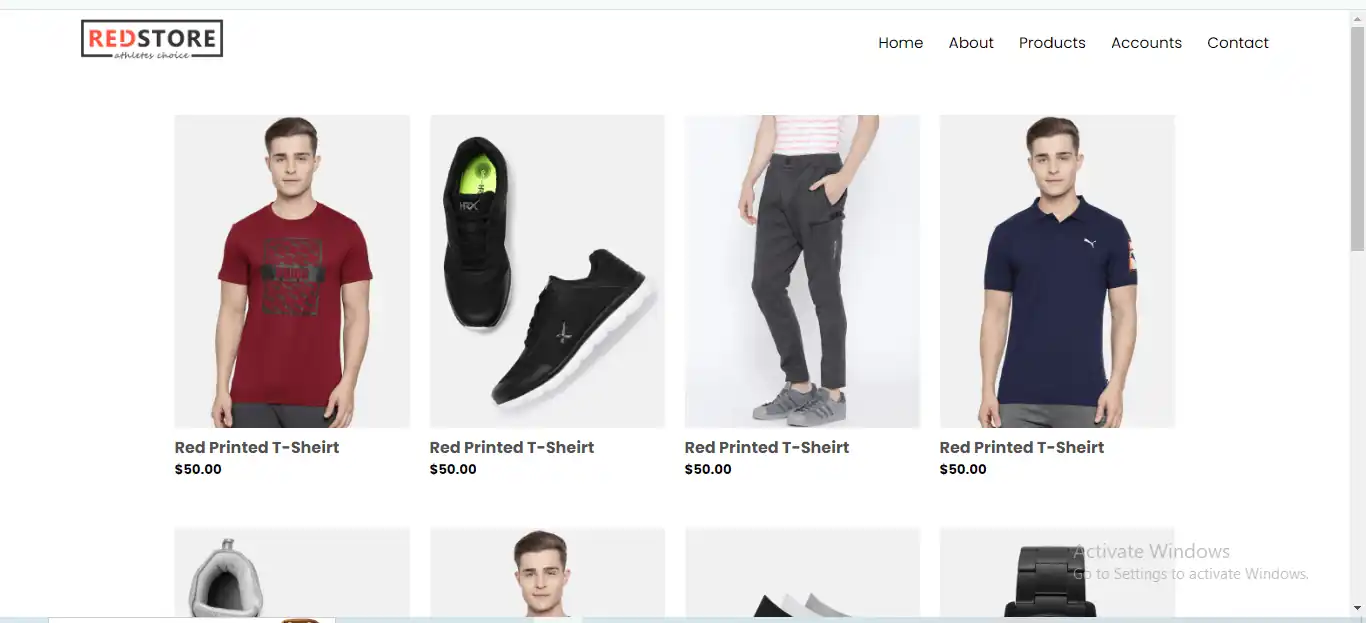 REDSTORE
athletes choice
Home About Products Accounts Contact
HRX
Red Printed T-Sheirt Red Printed T-Sheirt Red Printed T-Sheirt Red Printed T-Sheirt
$50.00 $50.00 $50.00 $50.00
Activate Windows
Go to Settings to activate Windows.